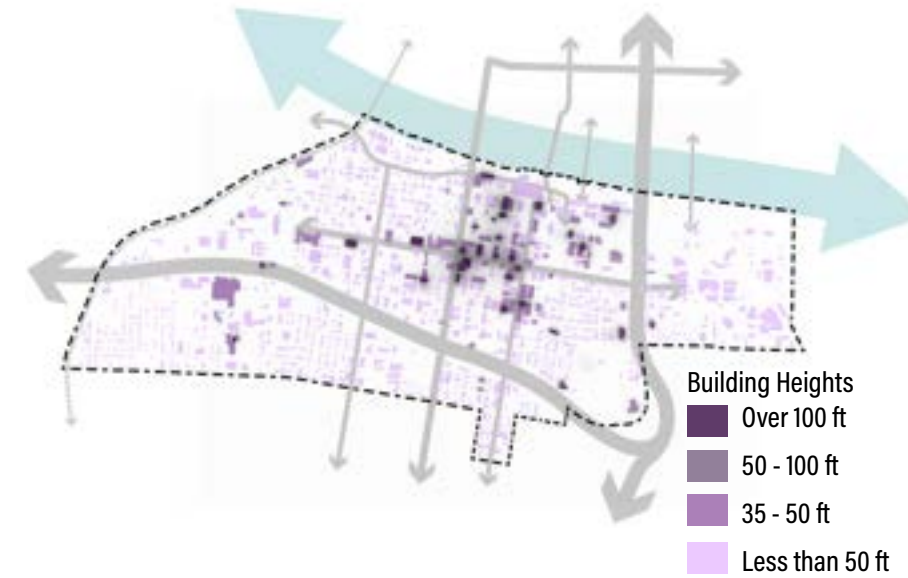 Building Heights
Over 100 ft
50 - 100 ft
35 - 50 ft
Less than 50 ft